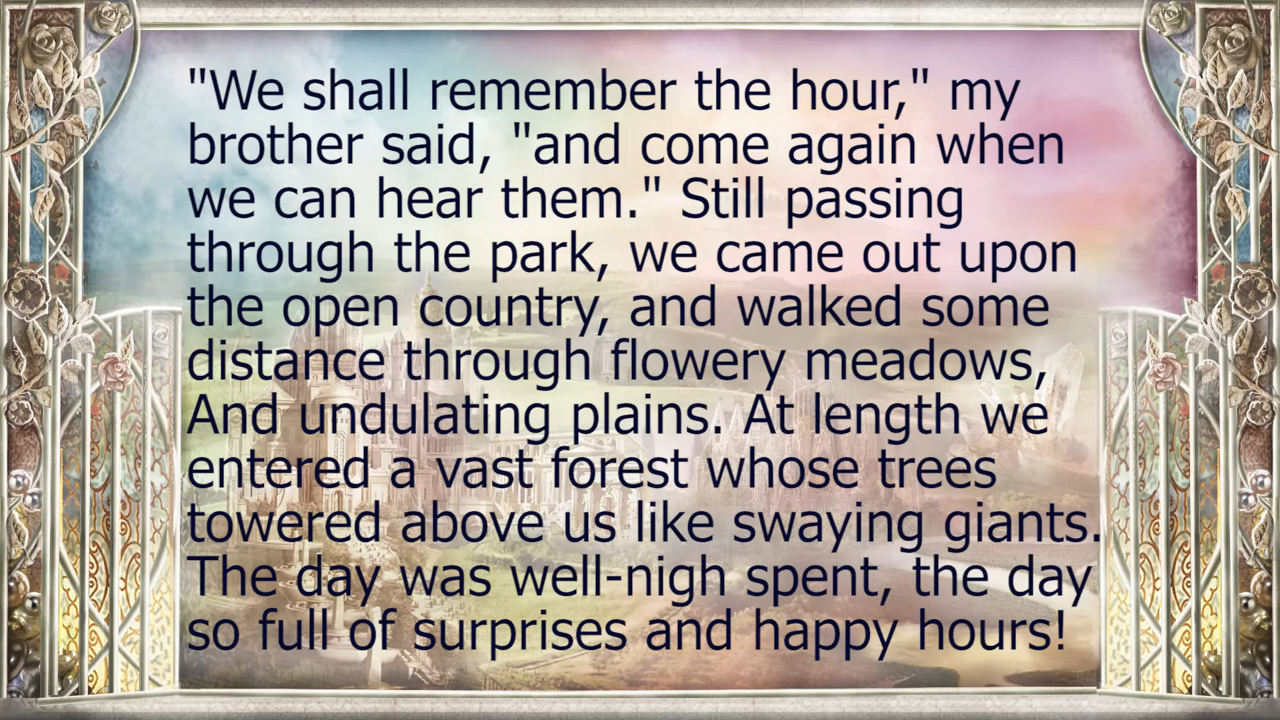 "We shall remember the hour," my
brother said, "and come again when
we can hear them." Still passing
through the park, we came out upon
the open country, and walked some
distance through flowery meadows,
And undulating plains. At length we
entered a vast forest whose trees
towered above us like swaying giants.
The day was well-nigh spent, the day
so full of surprises and happy hours!